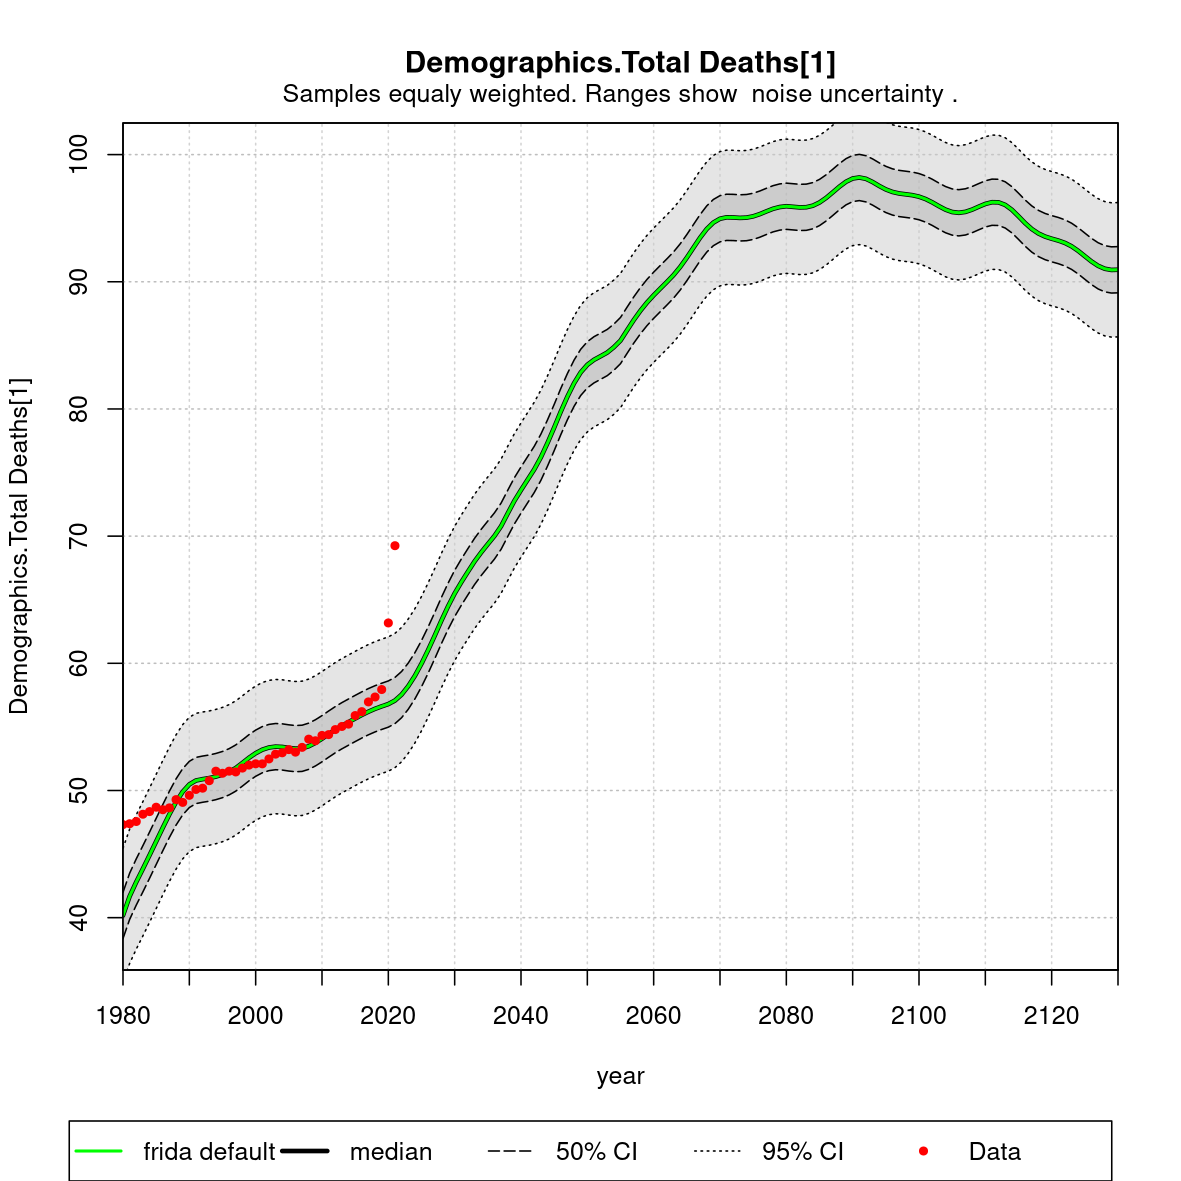 Demographics.Total Deaths[1]
Samples equaly weighted. Ranges show  noise uncertainty .
Demographics.Total Deaths[1]
100
90
80
70
60
50
40
1980 2000 2020 2040 2060 2080 2100 2120
year
frida default median 50% CI 95% CI Data